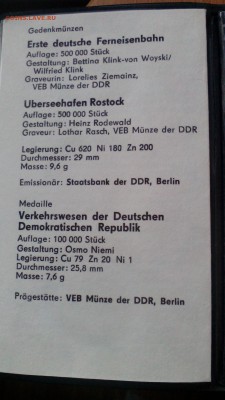 Gedenkmünzen
Erste deutsche Ferneisenbahn
Auflage: 500 000 Stück
Gestaltung: Bettina Klink-von Woyski/
Wilfried Klink
Graveurin: Lorelies Ziemainz,
VEB Münze der DDR
Uberseehafen Rostock
Auflage: 500 000 Stück
Gestaltung: Heinz Rodewald
Graveur: Lothar Rasch, VEB Münze der DDR
Legierung: Cu 620 Ni 180 Zn 200
Durchmesser: 29 mm
Masse: 9,6 g
Emissionär: Staatsbank der DDR, Berlin
Medaille
Verkehrswesen der Deutschen
Demokratischen Republik
Auflage: 100 000 Stück
Gestaltung: Osmo Niemi
Legierung: Cu 79 Zn 20 Ni 1
Durchmesser: 25,8 mm
Masse: 7,6 g
Prägestätte: VEB Münze der DDR, Berlin